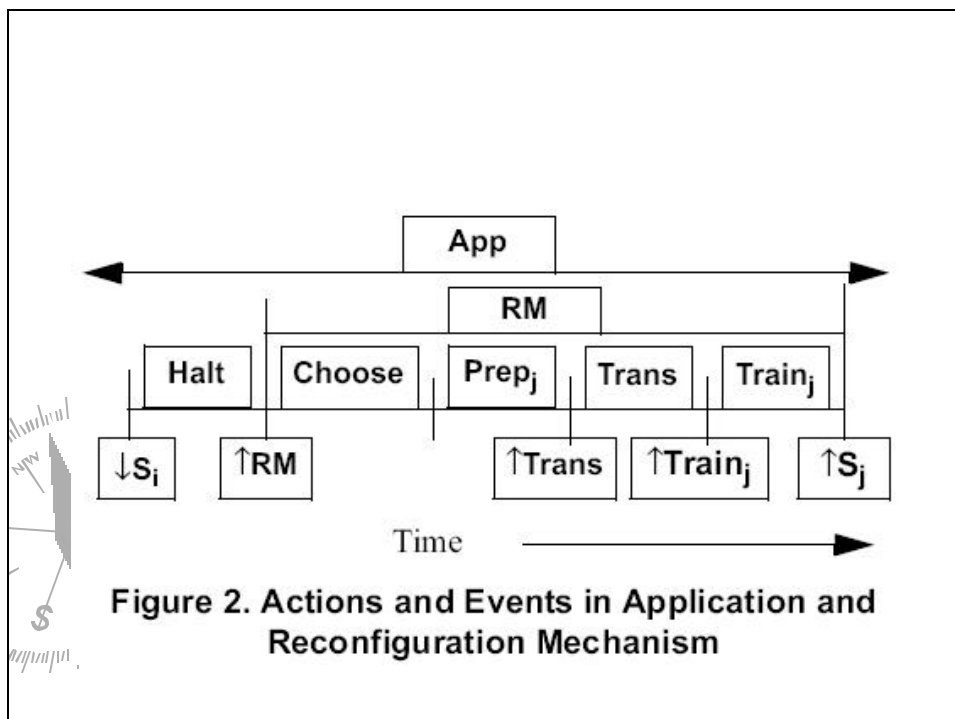 App
RM
Halt Choose Prepj Trans Trainj
↓Si ↑RM ↑Trans ↑Trainj ↑Sj
Time
Figure 2. Actions and Events in Application and
Reconfiguration Mechanism
NW
S